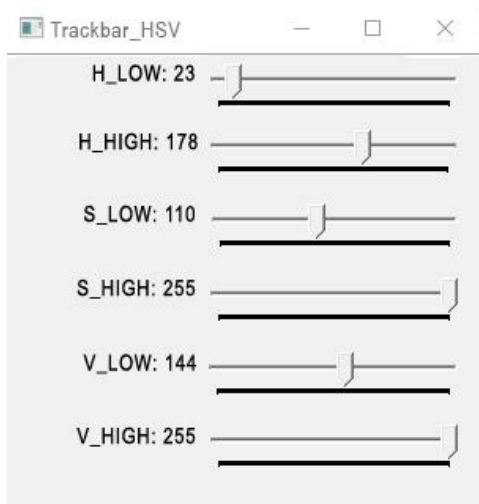 Trackbar_HSV
H_LOW: 23
H_HIGH: 178
S_LOW: 110
S_HIGH: 255
V_LOW: 144
V_HIGH: 255